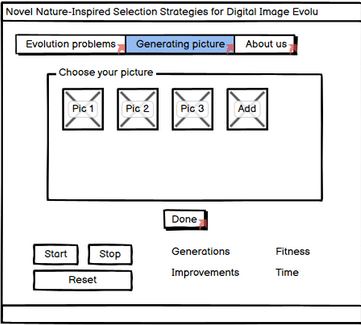 Novel Nature-Inspired Selection Strategies for Digital Image Evolu
Evolution problems Generating picture About us
Choose your picture
Pic 1 Pic 2 Pic 3 Add
Done
Start Stop Generations Fitness
Reset Improvements Time